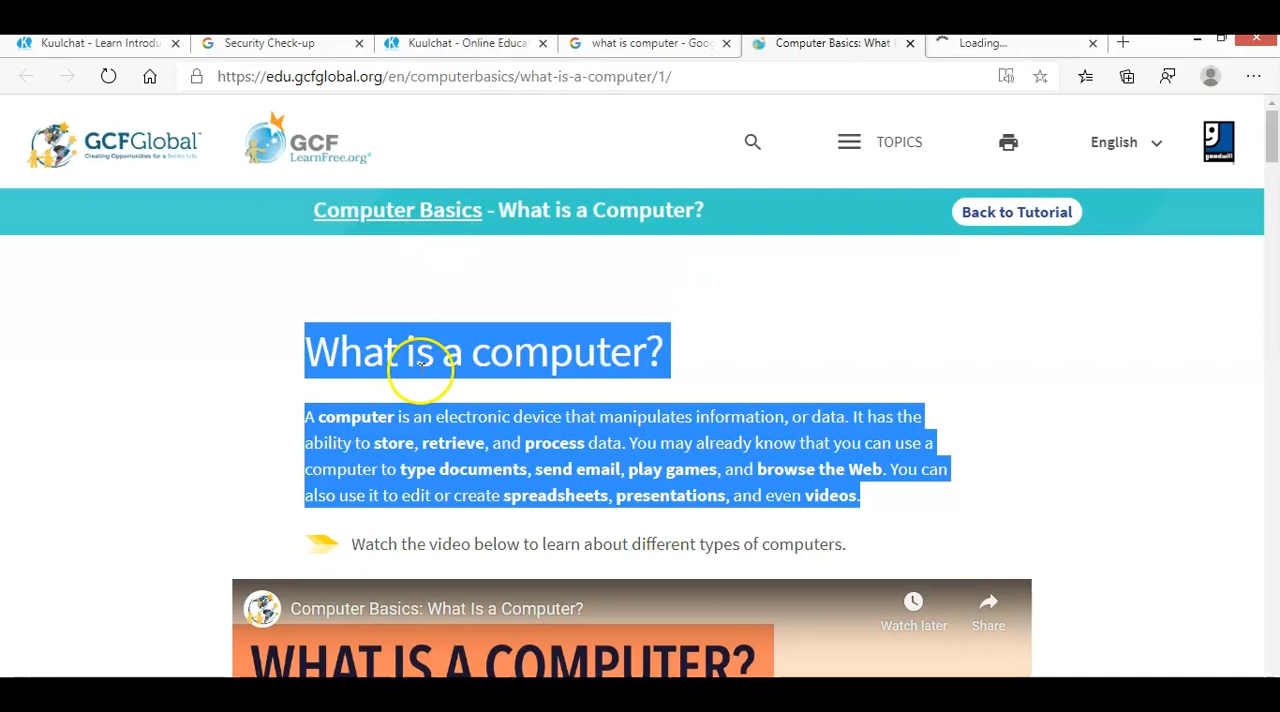 Kuulchat - Learn Introdu
Security Check-up
Kuulchat - Online Educa
what is computer - Goog
Computer Basics: What i
Loading...
https://edu.gcfglobal.org/en/computerbasics/what-is-a-computer/1/
GCFGlobal
Creating Opportunities for a Better Life
GCF
LearnFree.org
TOPICS
English
goodwill
Computer Basics - What is a Computer?
Back to Tutorial
What is a computer?
A computer is an electronic device that manipulates information, or data. It has the
ability to store, retrieve, and process data. You may already know that you can use a
computer to type documents, send email, play games, and browse the Web. You can
also use it to edit or create spreadsheets, presentations, and even videos.
Watch the video below to learn about different types of computers.
Computer Basics: What Is a Computer?
Watch later
Share
WHAT IS A COMPUTER?